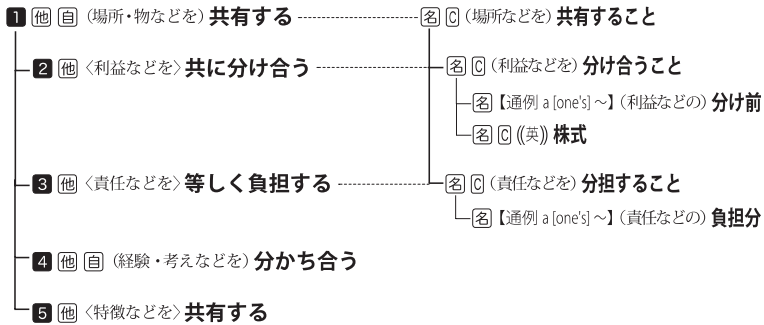 1 他 自 (場所・物などを) 共有する
名 C (場所などを) 共有すること
2 他 〈利益などを〉 共に分け合う
名 C (利益などを) 分け合うこと
名 【通例 a [one's] ～】 (利益などの) 分け前
名 C ((英)) 株式
3 他 〈責任などを〉 等しく負担する
名 C (責任などを) 分担すること
名 【通例 a [one's] ～】 (責任などの) 負担分
4 他 自 (経験・考えなどを) 分かち合う
5 他 〈特徴などを〉 共有する